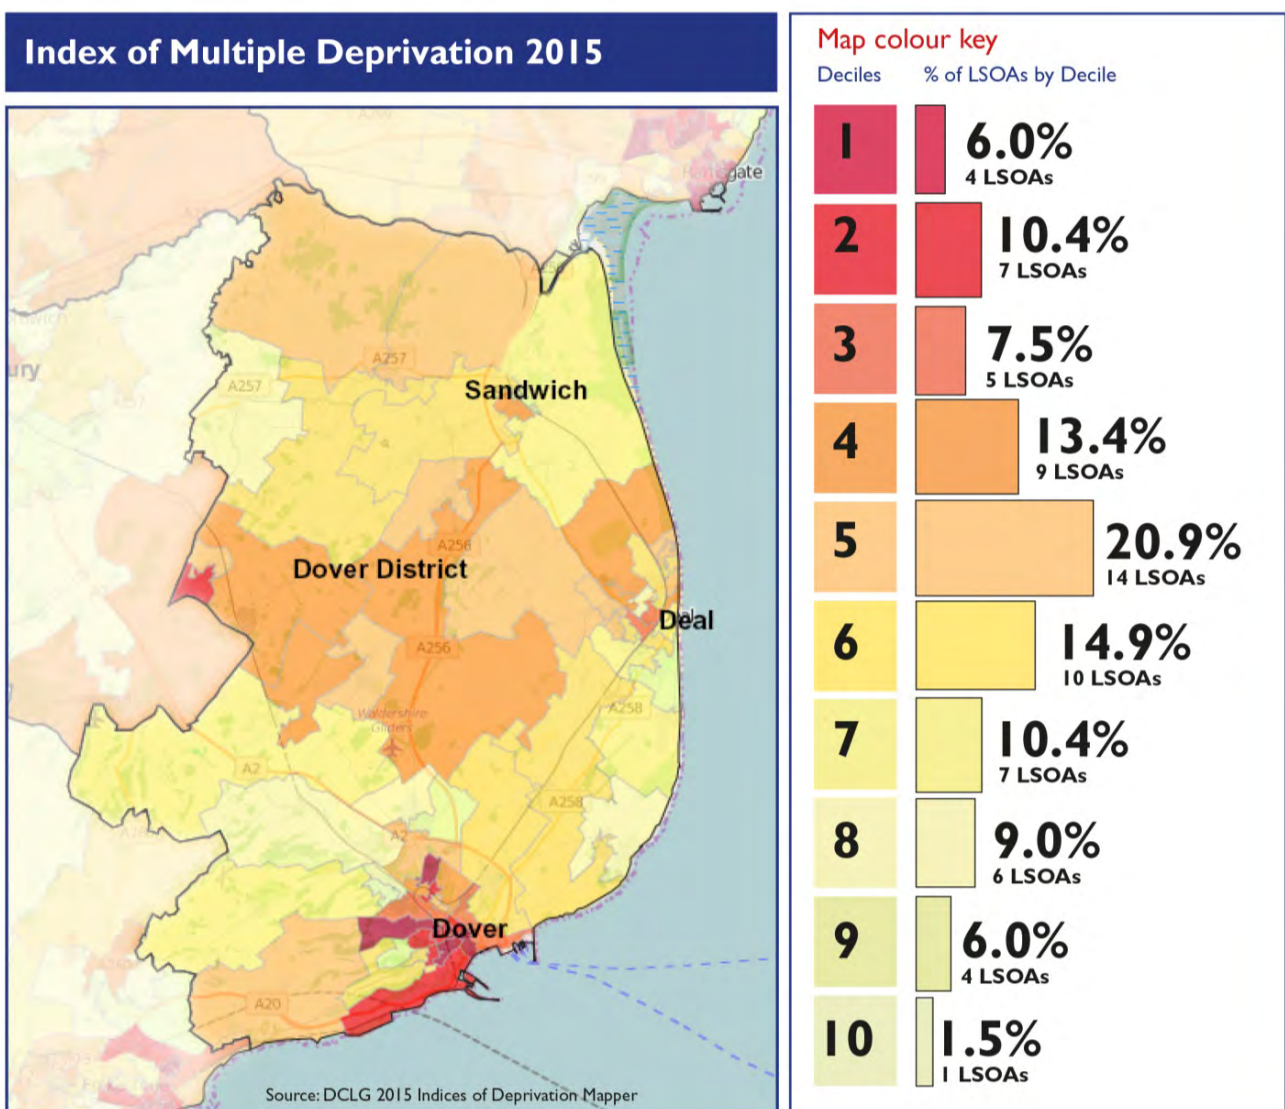 Index of Multiple Deprivation 2015
Map colour key
Deciles
% of LSOAs by Decile
1
6.0%
4 LSOAs
2
10.4%
7 LSOAs
3
7.5%
5 LSOAs
4
13.4%
9 LSOAs
5
20.9%
14 LSOAs
6
14.9%
10 LSOAs
7
10.4%
7 LSOAs
8
9.0%
6 LSOAs
9
6.0%
4 LSOAs
10
1.5%
1 LSOAs
A257
A257
Sandwich
A256
Dover District
Deal
A256
Waldershire
Gliders
A258
A2
A258
A2
Dover
A20
Source: DCLG 2015 Indices of Deprivation Mapper